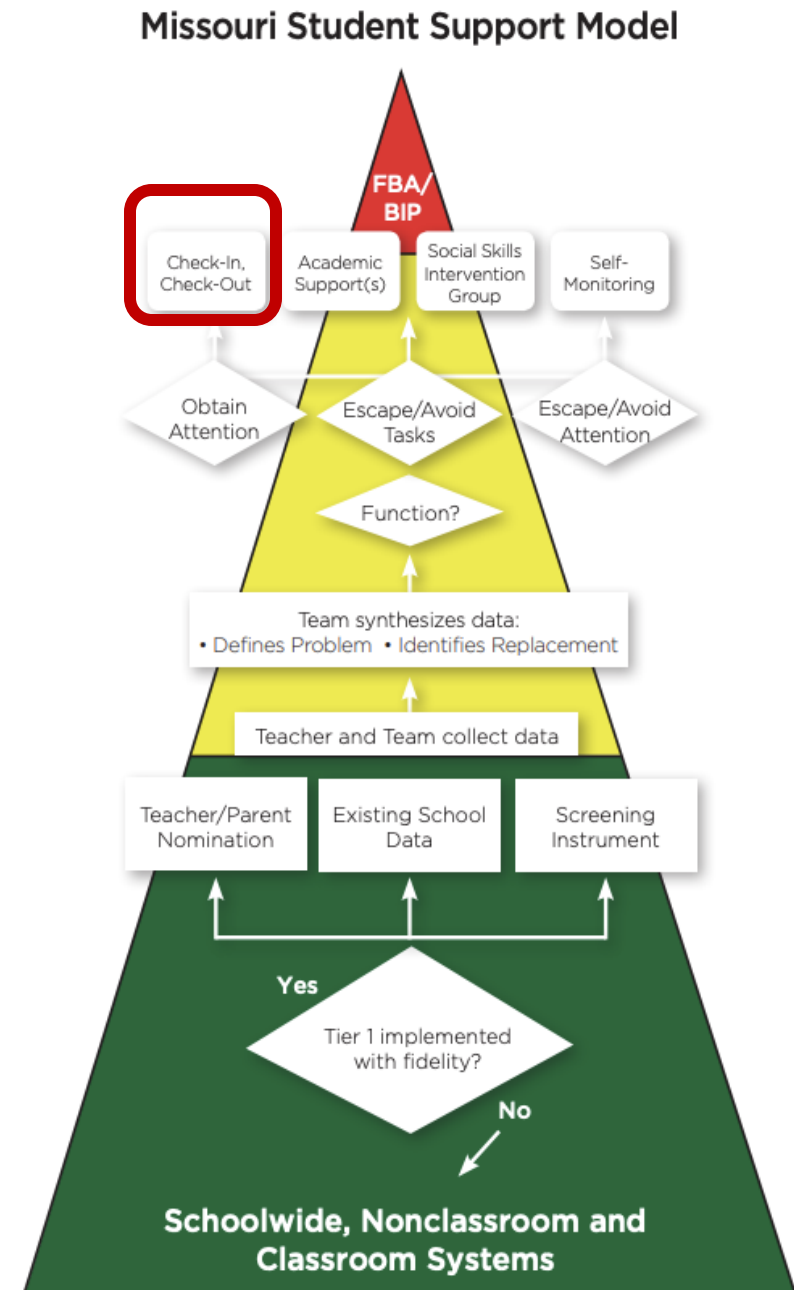 Missouri Student Support Model
FBA/
BIP
Check-In,
Check-Out
Academic
Support(s)
Social Skills
Intervention
Group
Self-
Monitoring
Obtain
Attention
Escape/Avoid
Tasks
Escape/Avoid
Attention
Function?
Team synthesizes data:
• Defines Problem • Identifies Replacement
Teacher and Team collect data
Teacher/Parent
Nomination
Existing School
Data
Screening
Instrument
Yes
Tier 1 implemented
with fidelity?
No
Schoolwide, Nonclassroom and
Classroom Systems